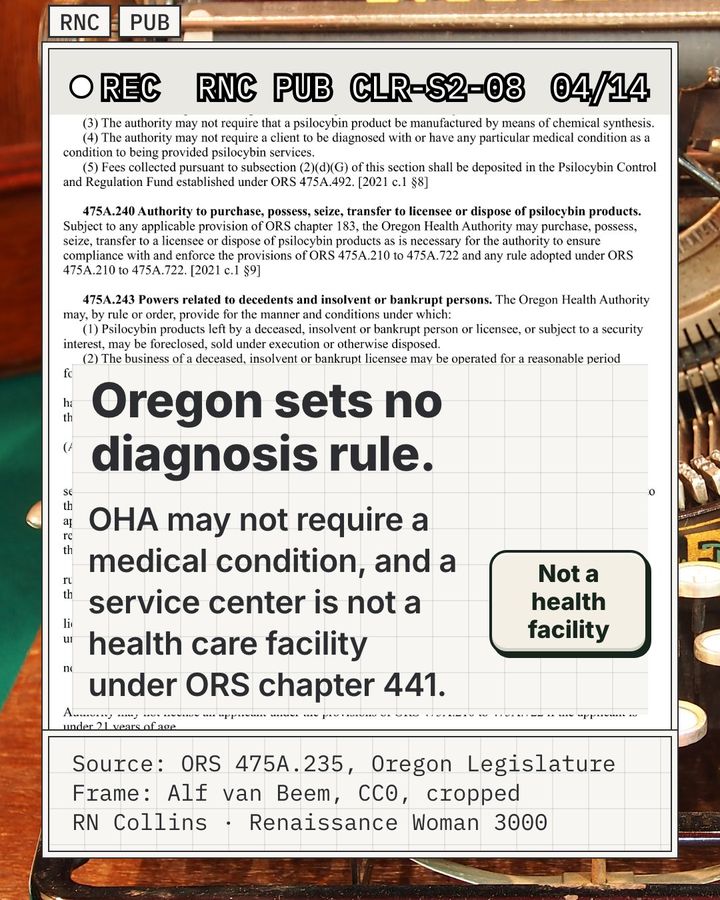 RNC PUB
REC RNC PUB CLR-S2-08 04/14
(3) The authority may not require that a psilocybin product be manufactured by means of chemical synthesis.
(4) The authority may not require a client to be diagnosed with or have any particular medical condition as a
condition to being provided psilocybin services.
(5) Fees collected pursuant to subsection (2)(d)(G) of this section shall be deposited in the Psilocybin Control
and Regulation Fund established under ORS 475A.492. [2021 c.1 §8]
475A.240 Authority to purchase, possess, seize, transfer to licensee or dispose of psilocybin products.
Subject to any applicable provision of ORS chapter 183, the Oregon Health Authority may purchase, possess,
seize, transfer to a licensee or dispose of psilocybin products as is necessary for the authority to ensure
compliance with and enforce the provisions of ORS 475A.210 to 475A.722 and any rule adopted under ORS
475A.210 to 475A.722. [2021 c.1 §9]
475A.243 Powers related to decedents and insolvent or bankrupt persons. The Oregon Health Authority
may, by rule or order, provide for the manner and conditions under which:
(1) Psilocybin products left by a deceased, insolvent or bankrupt person or licensee, or subject to a security
interest, may be foreclosed, sold under execution or otherwise disposed.
(2) The business of a deceased, insolvent or bankrupt licensee may be operated for a reasonable period
Oregon sets no
diagnosis rule.
OHA may not require a
medical condition, and a
service center is not a
health care facility
under ORS chapter 441.
Not a
health
facility
under 21 years of age
Source: ORS 475A.235, Oregon Legislature
Frame: Alf van Beem, CC0, cropped
RN Collins · Renaissance Woman 3000